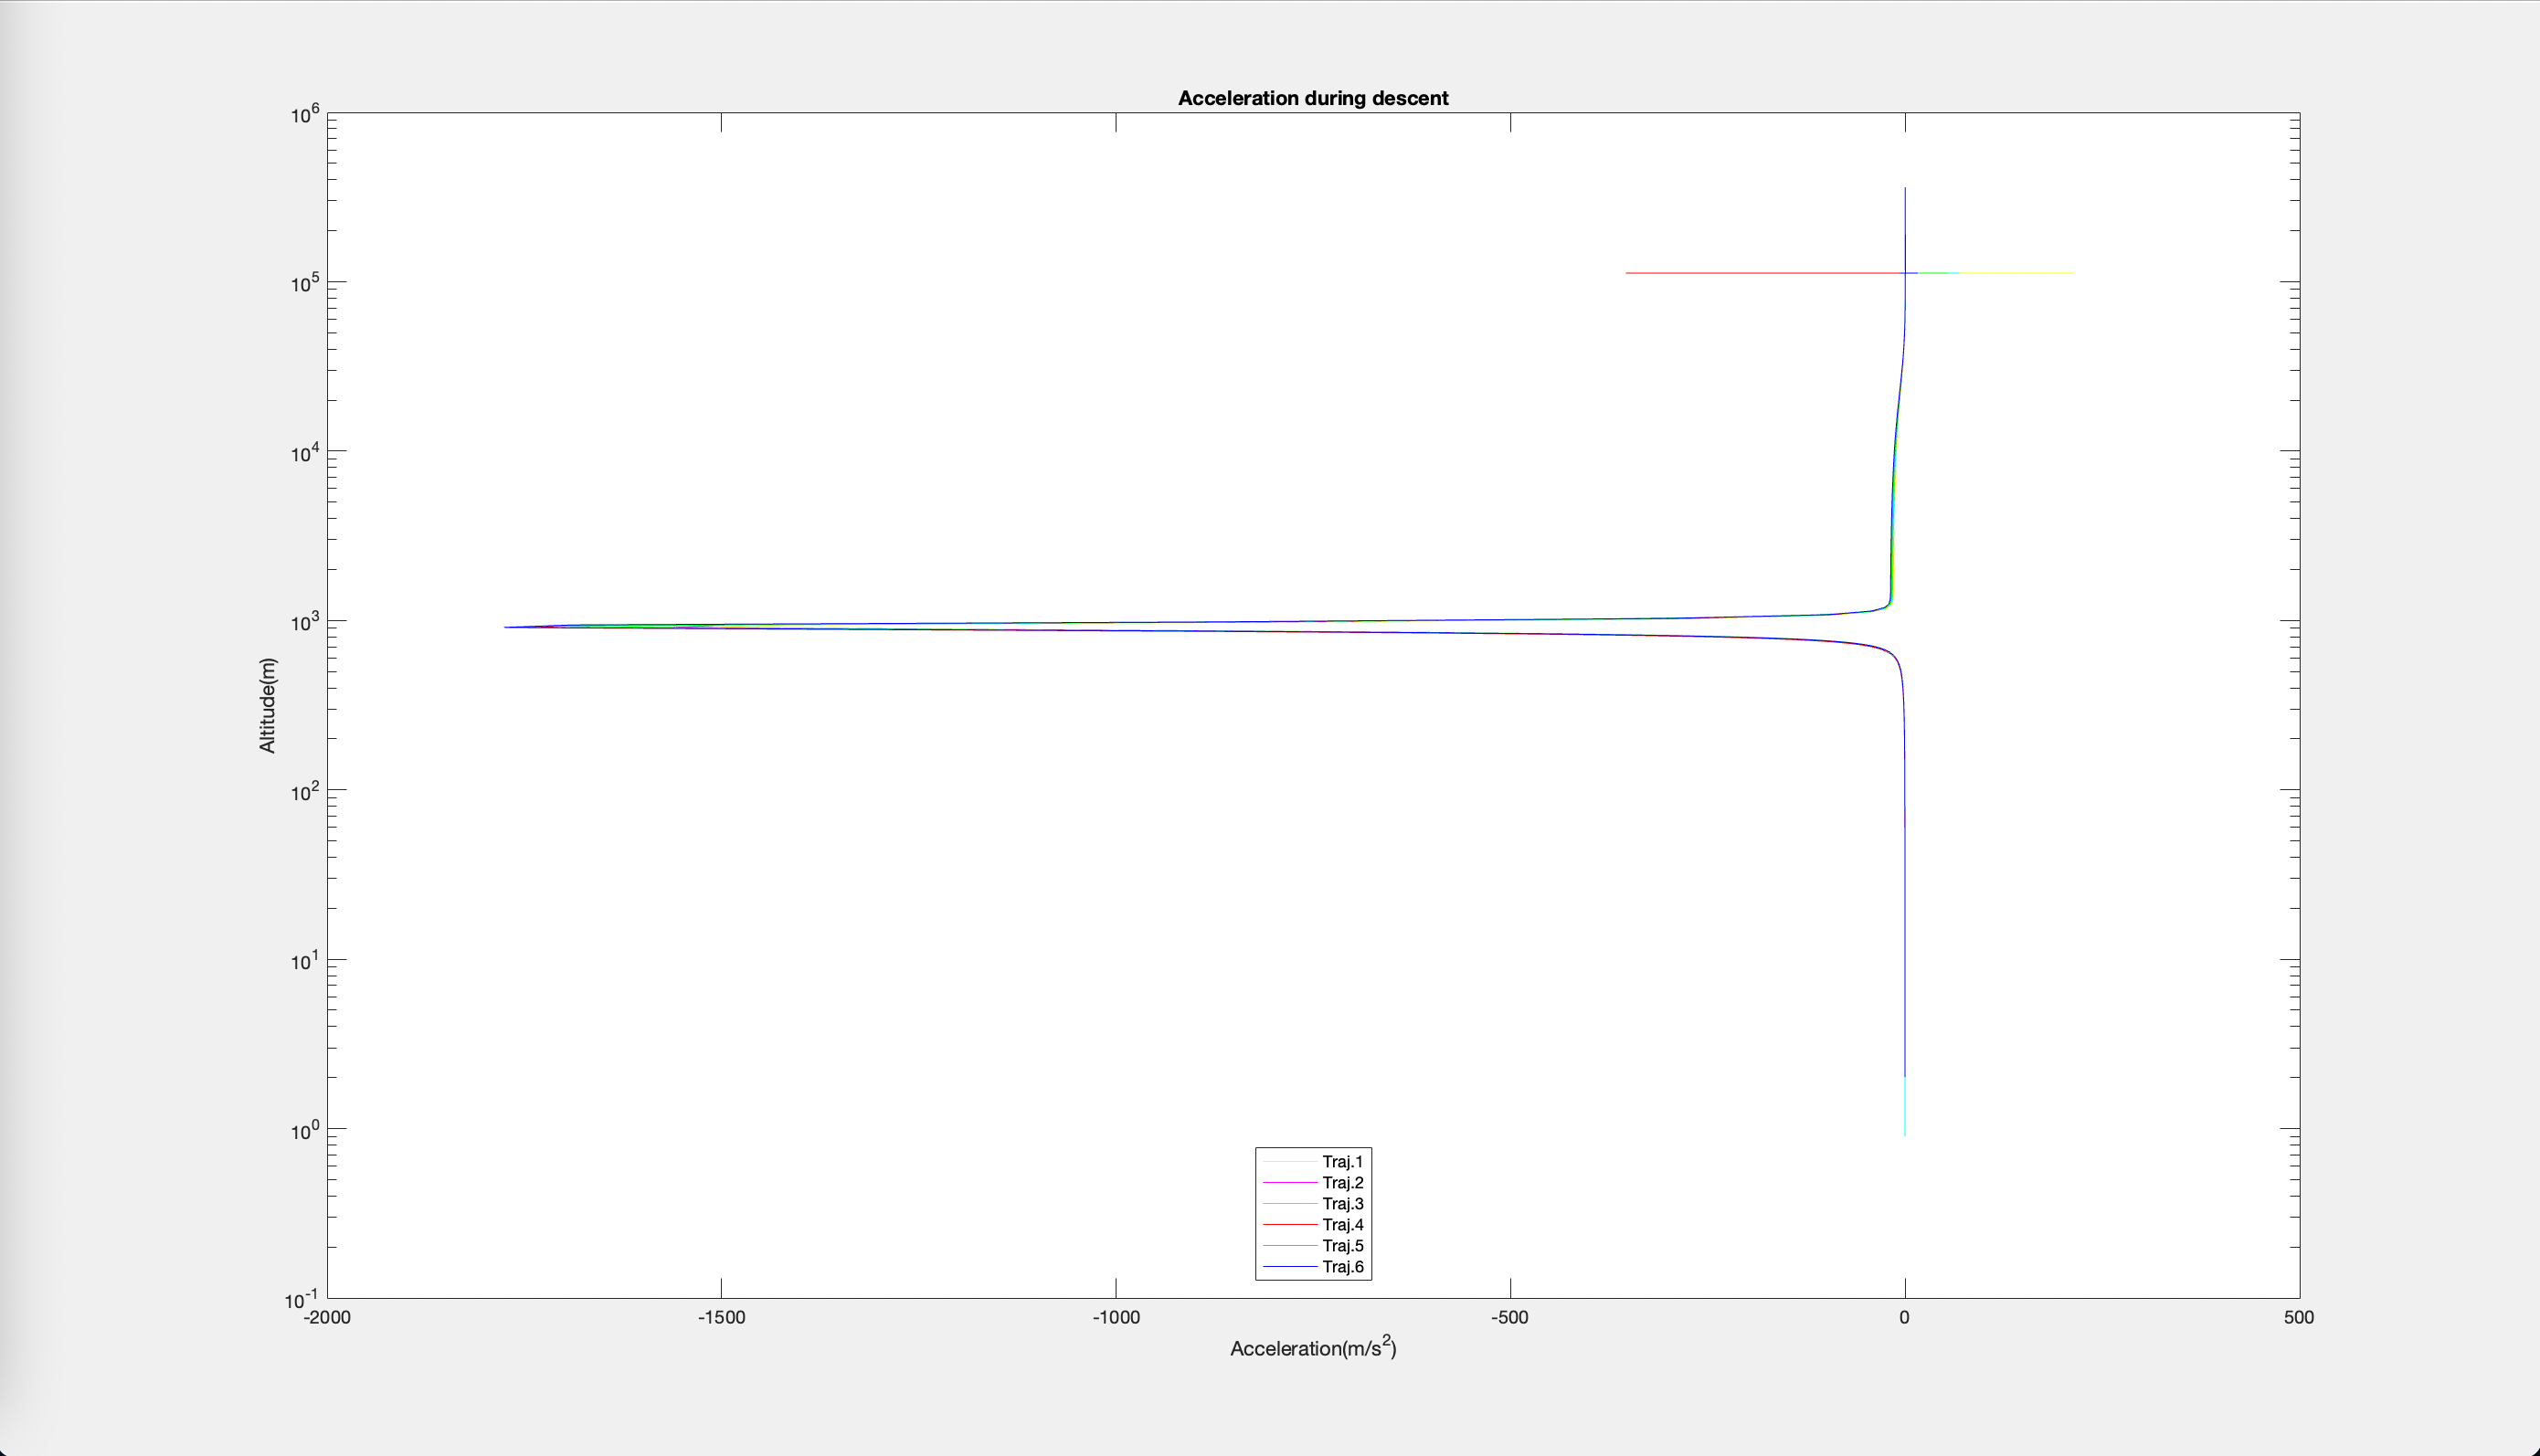 Acceleration during descent
10^6
10^5
10^4
10^3
10^2
10^1
10^0
10^-1
Altitude(m)
-2000 -1500 -1000 -500 0 500
Acceleration(m/s^2)
Traj.1
Traj.2
Traj.3
Traj.4
Traj.5
Traj.6